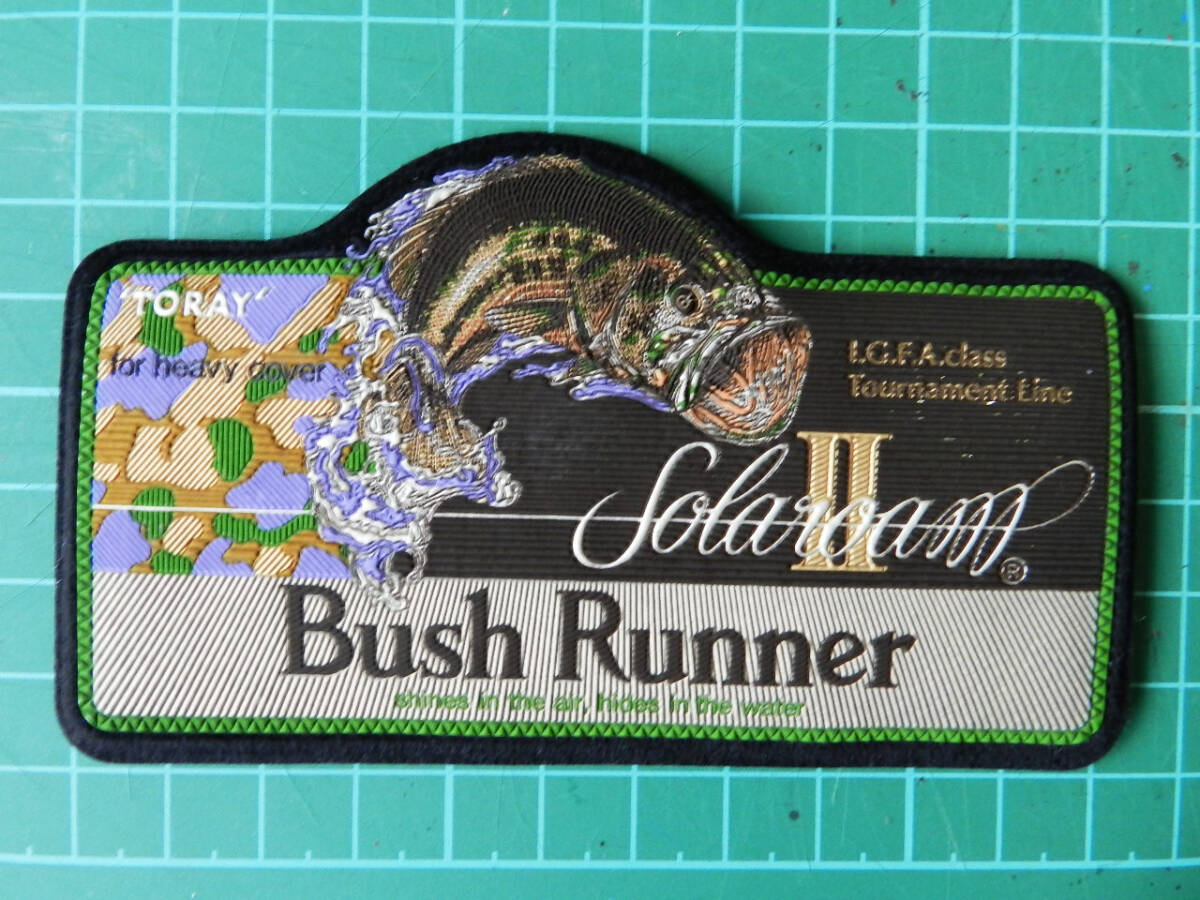 'TORAY'
for heavy cover
I.G.F.A.class
Tournament Line
Solaroam II ®
Bush Runner
shines in the air, hides in the water